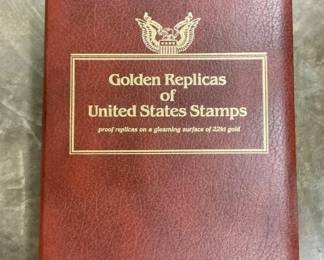 Golden Replicas
of
United States Stamps
proof replicas on a gleaming surface of 22kt gold